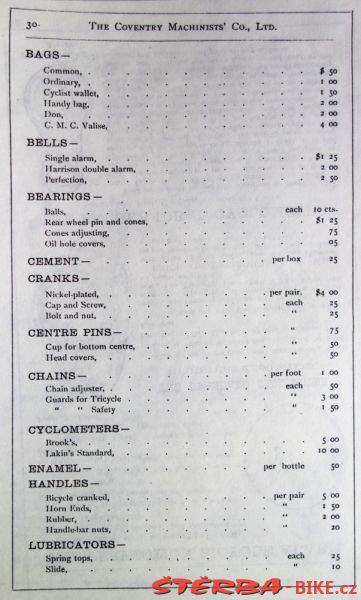 30. THE COVENTRY MACHINISTS' CO., LTD.
BAGS—
Common, $ 50
Ordinary, 1 00
Cyclist wallet, 1 50
Handy bag, 2 00
Don, 2 00
C. M. C. Valise, 4 00
BELLS—
Single alarm, $1 25
Harrison double alarm, 2 00
Perfection, 2 50
BEARINGS—
Balls, each 10 cts.
Rear wheel pin and cones, $1 25
Cones adjusting, 75
Oil hole covers, 05
CEMENT— per box 25
CRANKS—
Nickel-plated, per pair. $4 00
Cap and Screw, each 25
Bolt and nut, " 25
CENTRE PINS— " 75
Cup for bottom centre, " 50
Head covers, " 50
CHAINS— per foot 1 00
Chain adjuster, each 50
Guards for Tricycle " 3 00
" " Safety " 1 50
CYCLOMETERS—
Brook's, 5 00
Lakin's Standard, 10 00
ENAMEL— per bottle 50
HANDLES—
Bicycle cranked, per pair 5 00
Horn Ends, " 1 50
Rubber, " 2 00
Handle-bar nuts, " 20
LUBRICATORS—
Spring tops, each 25
Slide, " 10
ŠTĚRBA-BIKE.cz